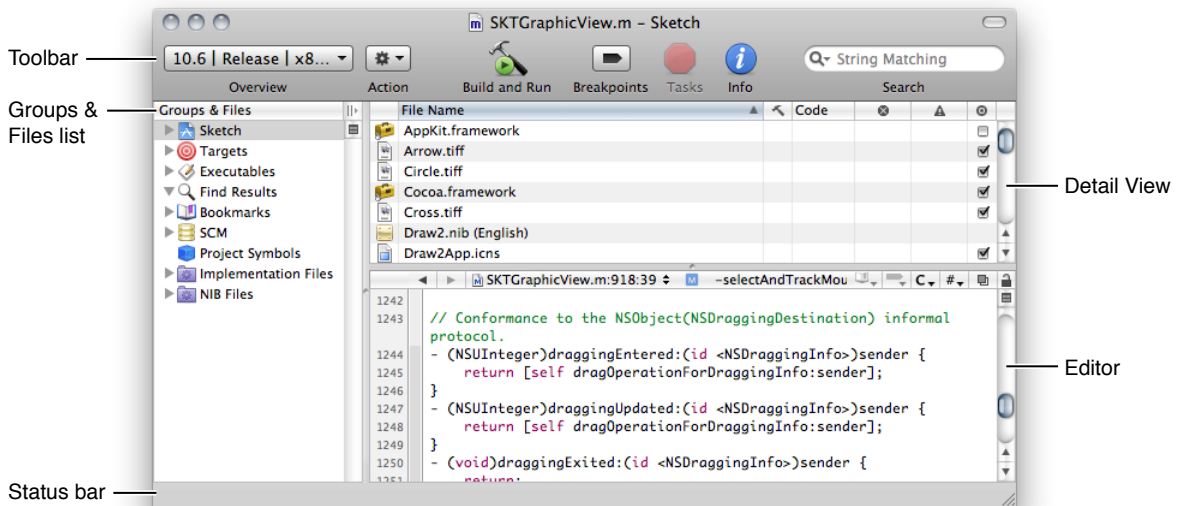 SKTGraphicView.m – Sketch
Toolbar
10.6 | Release | x8...
String Matching
Overview
Action
Build and Run
Breakpoints
Tasks
Info
Search
Groups &
Files list
Groups & Files
File Name
Code
Sketch
AppKit.framework
Targets
Arrow.tiff
Executables
Circle.tiff
Find Results
Cocoa.framework
Detail View
Bookmarks
Cross.tiff
SCM
Draw2.nib (English)
Project Symbols
Draw2App.icns
Implementation Files
NIB Files
SKTGraphicView.m:918:39
M
-selectAndTrackMou
C
#
1242
1243 // Conformance to the NSObject(NSDraggingDestination) informal
protocol.
1244 - (NSUInteger)draggingEntered:(id <NSDraggingInfo>)sender {
1245 return [self dragOperationForDraggingInfo:sender];
1246 }
1247 - (NSUInteger)draggingUpdated:(id <NSDraggingInfo>)sender {
1248 return [self dragOperationForDraggingInfo:sender];
1249 }
1250 - (void)draggingExited:(id <NSDraggingInfo>)sender {
1251 return;
Editor
Status bar